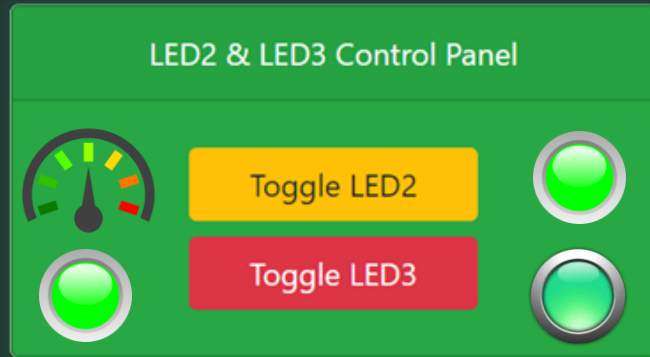 LED2 & LED3 Control Panel
Toggle LED2
Toggle LED3